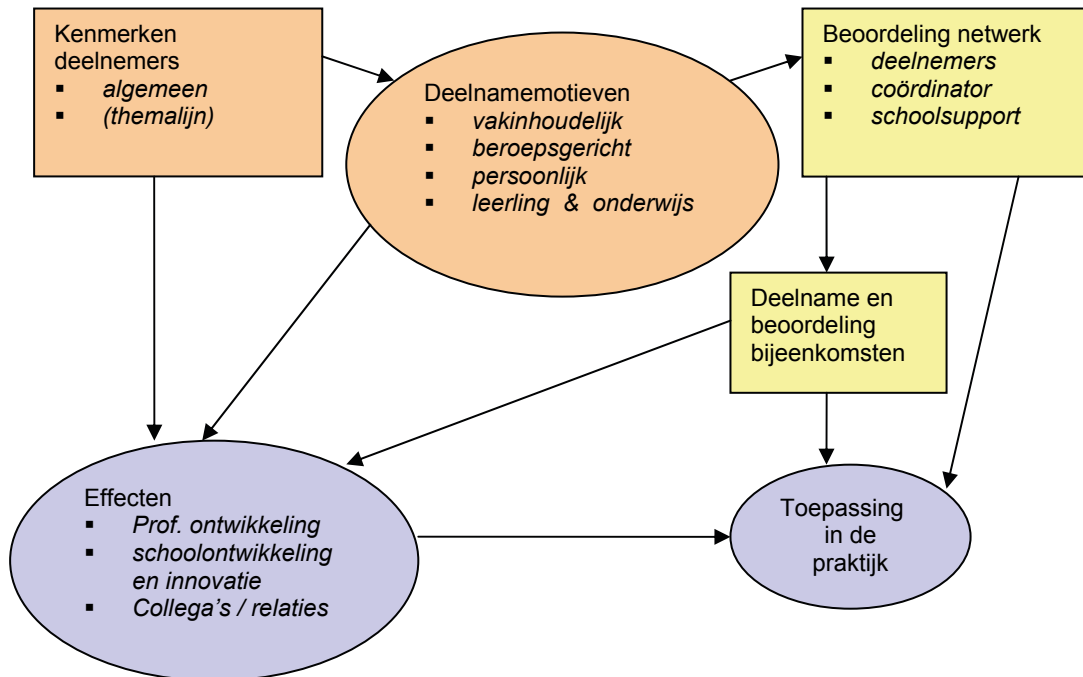 Kenmerken
deelnemers
▪ algemeen
▪ (themalijn)
Deelnamemotieven
▪ vakinhoudelijk
▪ beroepsgericht
▪ persoonlijk
▪ leerling & onderwijs
Beoordeling netwerk
▪ deelnemers
▪ coördinator
▪ schoolsupport
Deelname en
beoordeling
bijeenkomsten
Effecten
▪ Prof. ontwikkeling
▪ schoolontwikkeling
en innovatie
▪ Collega’s / relaties
Toepassing
in de
praktijk